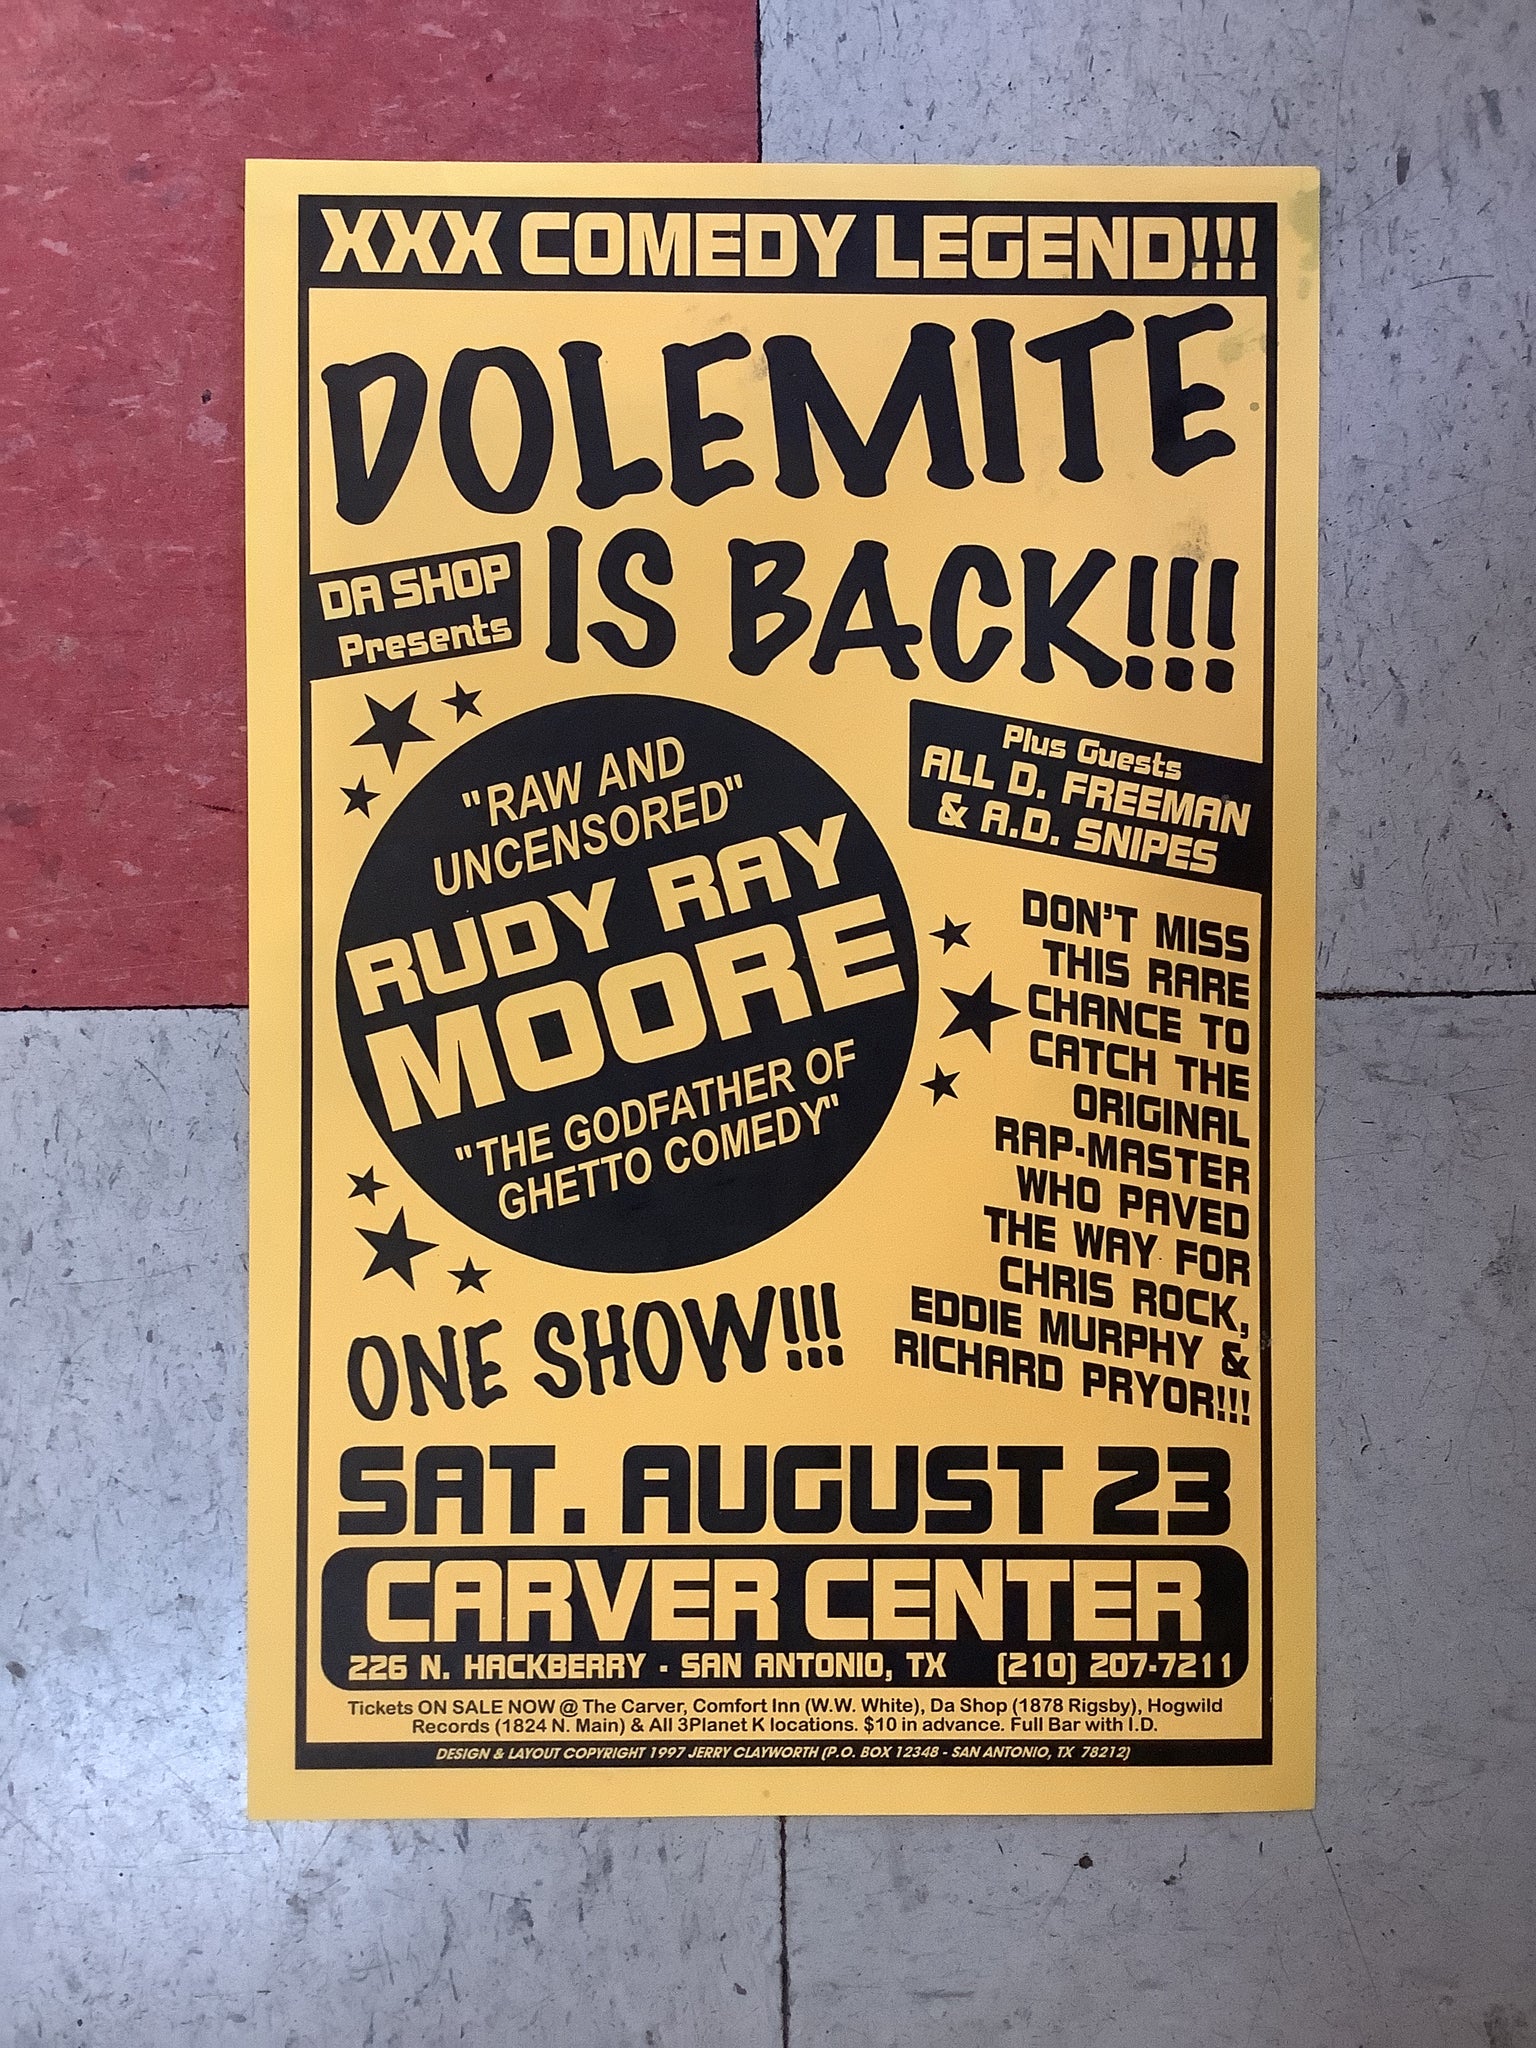 XXX COMEDY LEGEND!!!
DOLEMITE
IS BACK!!!
DA SHOP
Presents
Plus Guests
ALL D. FREEMAN
& A.D. SNIPES
"RAW AND
UNCENSORED"
RUDY RAY
MOORE
"THE GODFATHER OF
GHETTO COMEDY"
DON'T MISS
THIS RARE
CHANCE TO
CATCH THE
ORIGINAL
RAP-MASTER
WHO PAVED
THE WAY FOR
CHRIS ROCK,
EDDIE MURPHY &
RICHARD PRYOR!!!
ONE SHOW!!!
SAT. AUGUST 23
CARVER CENTER
226 N. HACKBERRY - SAN ANTONIO, TX (210) 207-7211
Tickets ON SALE NOW @ The Carver, Comfort Inn (W.W. White), Da Shop (1878 Rigsby), Hogwild
Records (1824 N. Main) & All 3Planet K locations. $10 in advance. Full Bar with I.D.
DESIGN & LAYOUT COPYRIGHT 1997 JERRY CLAYWORTH (P.O. BOX 12348 - SAN ANTONIO, TX 78212)